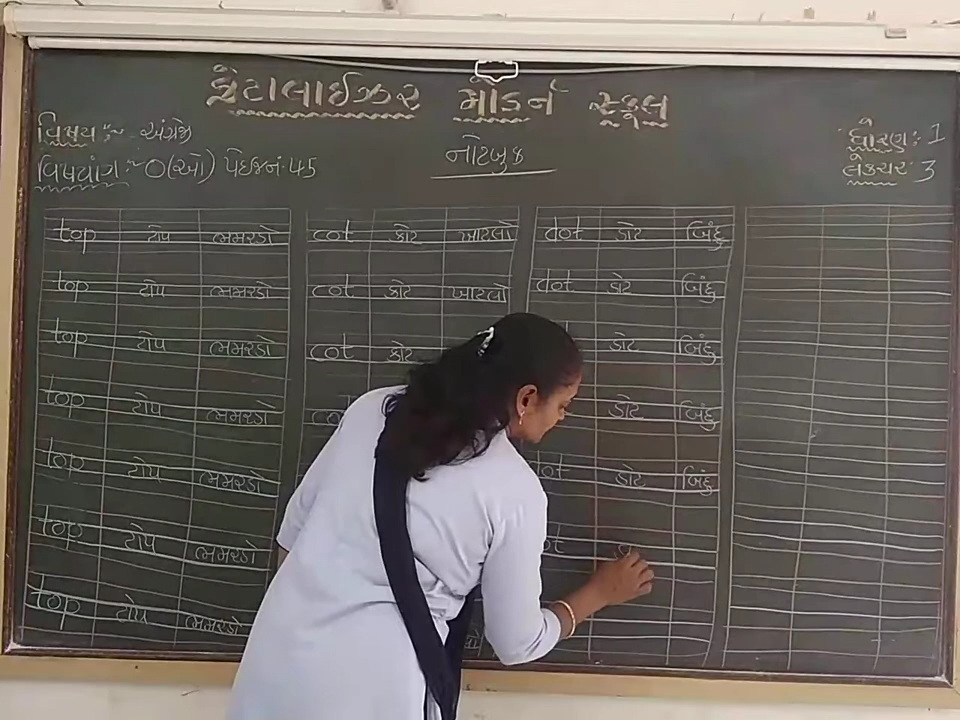 કેટાલાઈઝર મોડર્ન સ્કૂલ
વિષય :~ અંગ્રેજી ધોરણ : 1
વિષયાંગ :~ O(ઓ) પેઈજનં. 45 નોટબુક લેકચર : 3
top ટોપ ભમરડો cot કોટ ખાટલો dot ડોટ બિંદુ
top ટોપ ભમરડો cot કોટ ખાટલો dot ડોટ બિંદુ
top ટોપ ભમરડો cot કોટ ડોટ બિંદુ
top ટોપ ભમરડો ડોટ બિંદુ
top ટોપ ભમરડો ડોટ બિંદુ
top ટોપ ભમરડો
top ટોપ ભમરડો